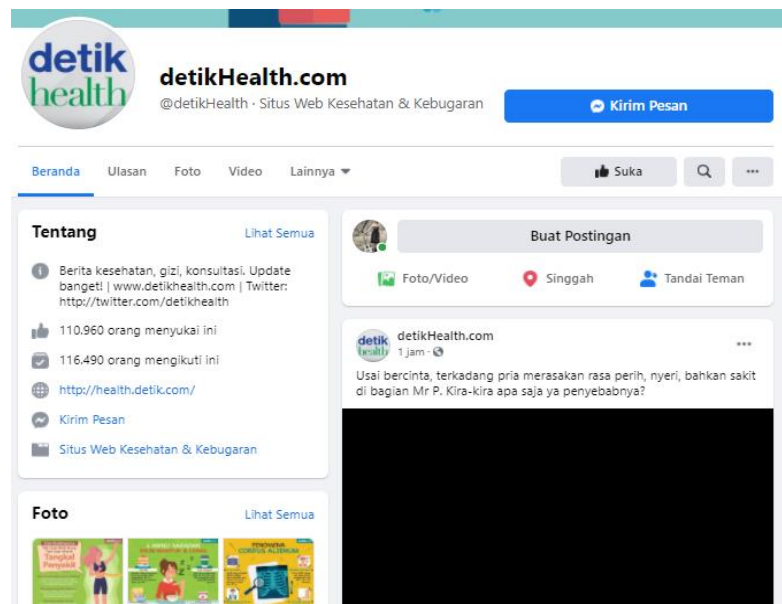 detik
health
detikHealth.com
@detikHealth · Situs Web Kesehatan & Kebugaran
Kirim Pesan
Beranda
Ulasan
Foto
Video
Lainnya
Suka
Tentang
Lihat Semua
Berita kesehatan, gizi, konsultasi. Update
banget! | www.detikhealth.com | Twitter:
http://twitter.com/detikhealth
110.960 orang menyukai ini
116.490 orang mengikuti ini
http://health.detik.com/
Kirim Pesan
Situs Web Kesehatan & Kebugaran
Foto
Lihat Semua
Tangkal
Penyakit
Buat Postingan
Foto/Video
Singgah
Tandai Teman
detik
health
detikHealth.com
1 jam ·
Usai bercinta, terkadang pria merasakan rasa perih, nyeri, bahkan sakit
di bagian Mr P. Kira-kira apa saja ya penyebabnya?